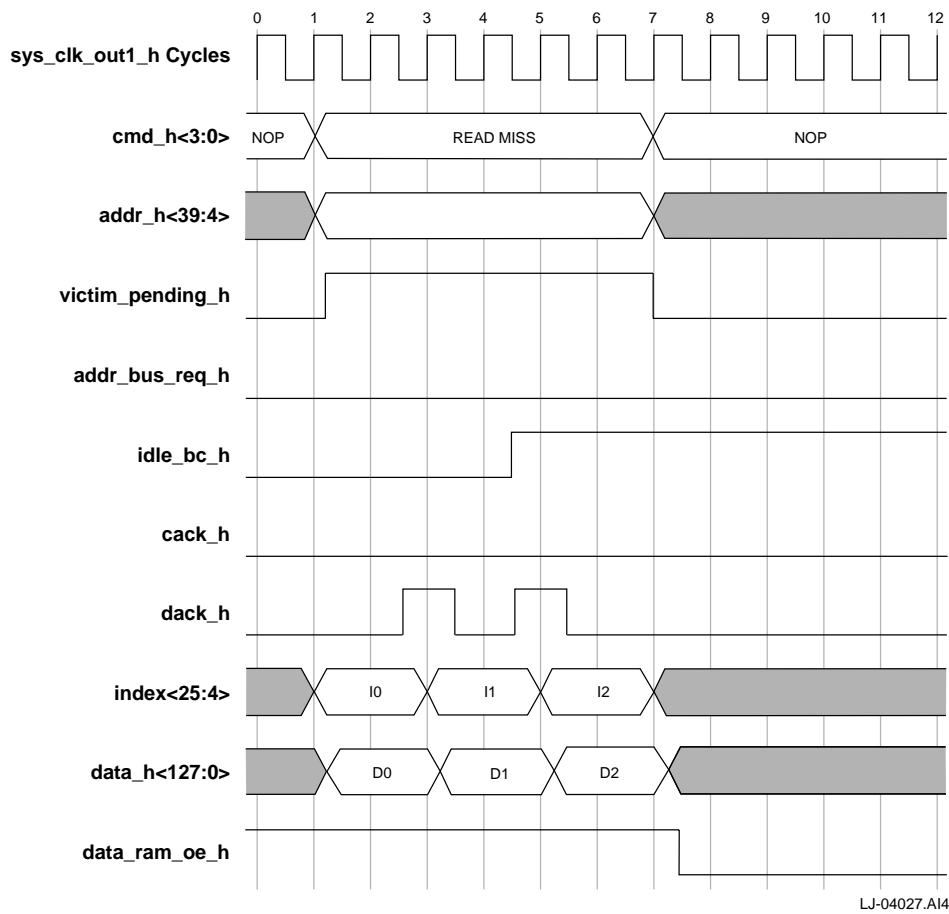 0 1 2 3 4 5 6 7 8 9 10 11 12
sys_clk_out1_h Cycles
cmd_h<3:0> NOP READ MISS NOP
addr_h<39:4>
victim_pending_h
addr_bus_req_h
idle_bc_h
cack_h
dack_h
index<25:4> I0 I1 I2
data_h<127:0> D0 D1 D2
data_ram_oe_h
LJ-04027.AI4